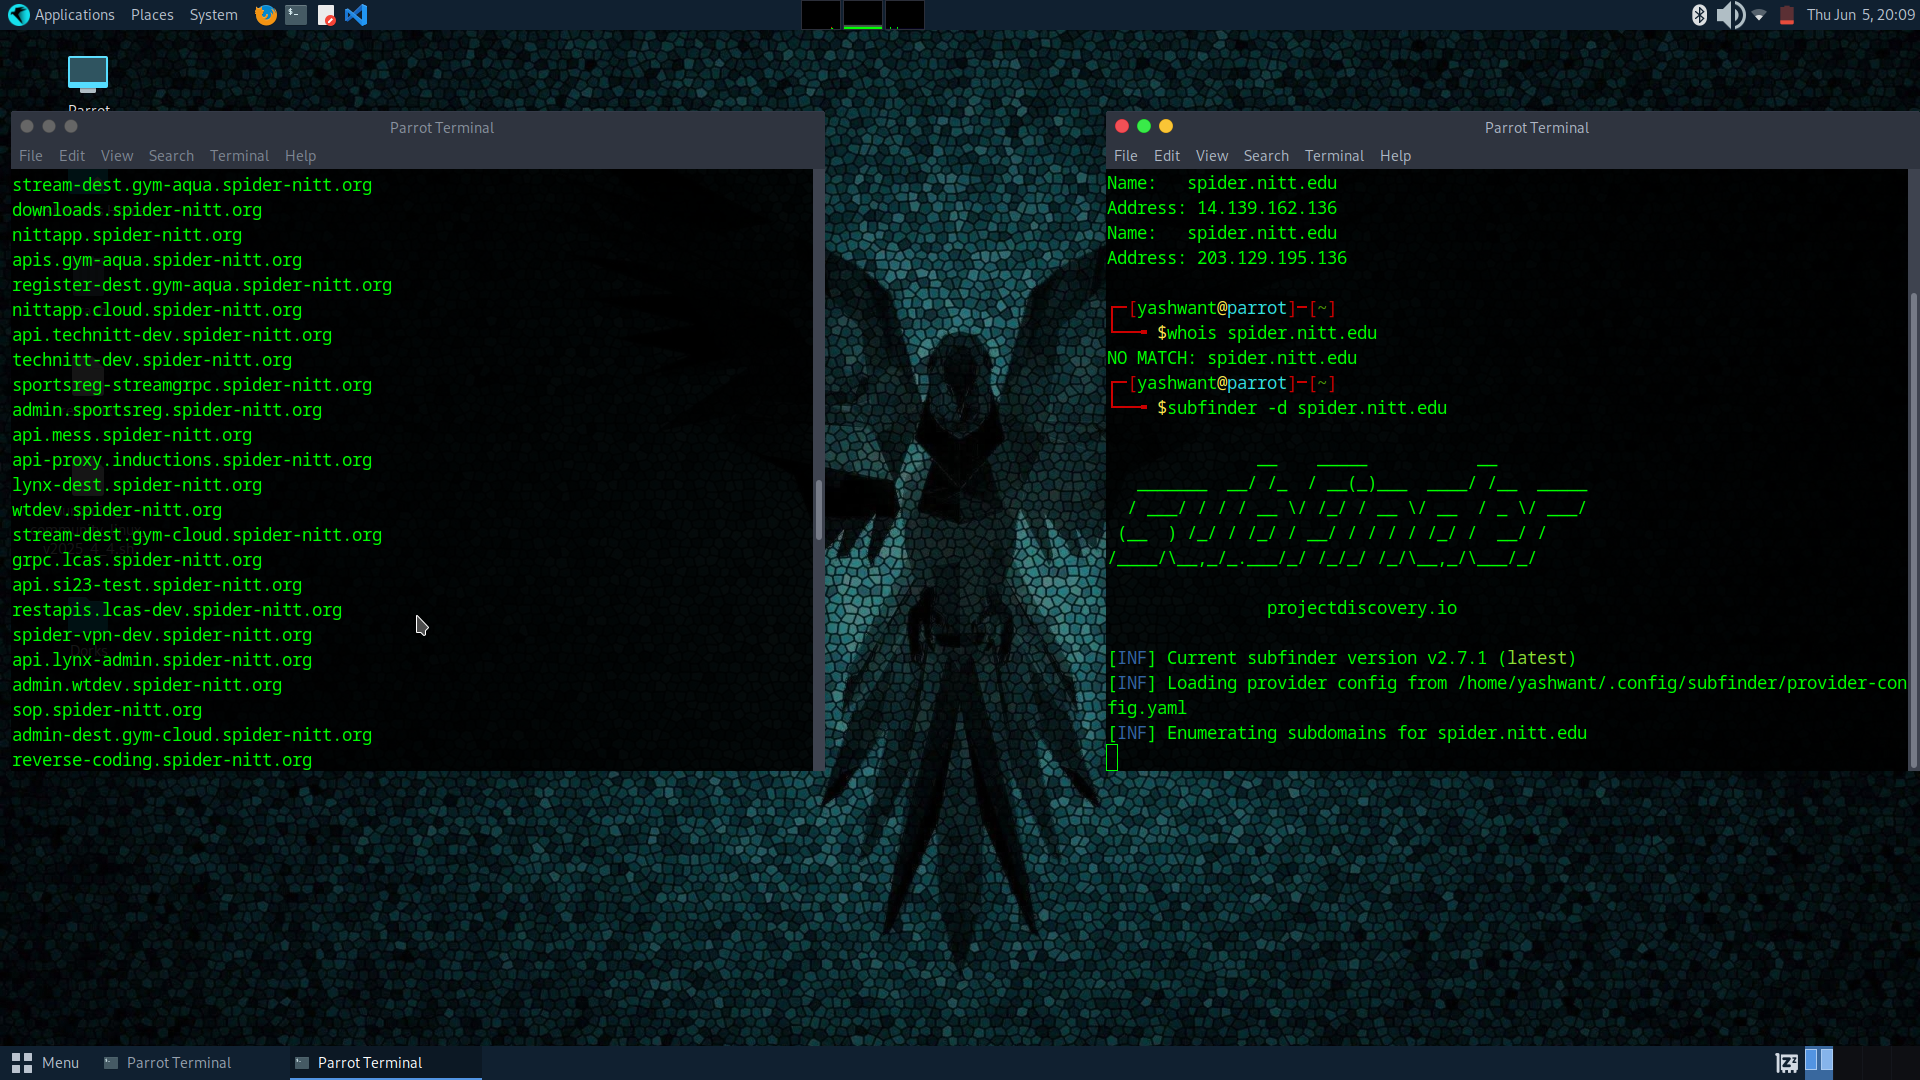 Applications Places System
Thu Jun 5, 20:09
Parrot
Parrot Terminal
File Edit View Search Terminal Help
stream-dest.gym-aqua.spider-nitt.org
downloads.spider-nitt.org
nittapp.spider-nitt.org
apis.gym-aqua.spider-nitt.org
register-dest.gym-aqua.spider-nitt.org
nittapp.cloud.spider-nitt.org
api.technitt-dev.spider-nitt.org
technitt-dev.spider-nitt.org
sportsreg-streamgrpc.spider-nitt.org
admin.sportsreg.spider-nitt.org
api.mess.spider-nitt.org
api-proxy.inductions.spider-nitt.org
lynx-dest.spider-nitt.org
wtdev.spider-nitt.org
stream-dest.gym-cloud.spider-nitt.org
grpc.lcas.spider-nitt.org
api.si23-test.spider-nitt.org
restapis.lcas-dev.spider-nitt.org
spider-vpn-dev.spider-nitt.org
api.lynx-admin.spider-nitt.org
admin.wtdev.spider-nitt.org
sop.spider-nitt.org
admin-dest.gym-cloud.spider-nitt.org
reverse-coding.spider-nitt.org
Parrot Terminal
File Edit View Search Terminal Help
Name: spider.nitt.edu
Address: 14.139.162.136
Name: spider.nitt.edu
Address: 203.129.195.136
[yashwant@parrot]─[~]
$whois spider.nitt.edu
NO MATCH: spider.nitt.edu
[yashwant@parrot]─[~]
$subfinder -d spider.nitt.edu
subfinder
projectdiscovery.io
[INF] Current subfinder version v2.7.1 (latest)
[INF] Loading provider config from /home/yashwant/.config/subfinder/provider-con
fig.yaml
[INF] Enumerating subdomains for spider.nitt.edu
Menu Parrot Terminal Parrot Terminal